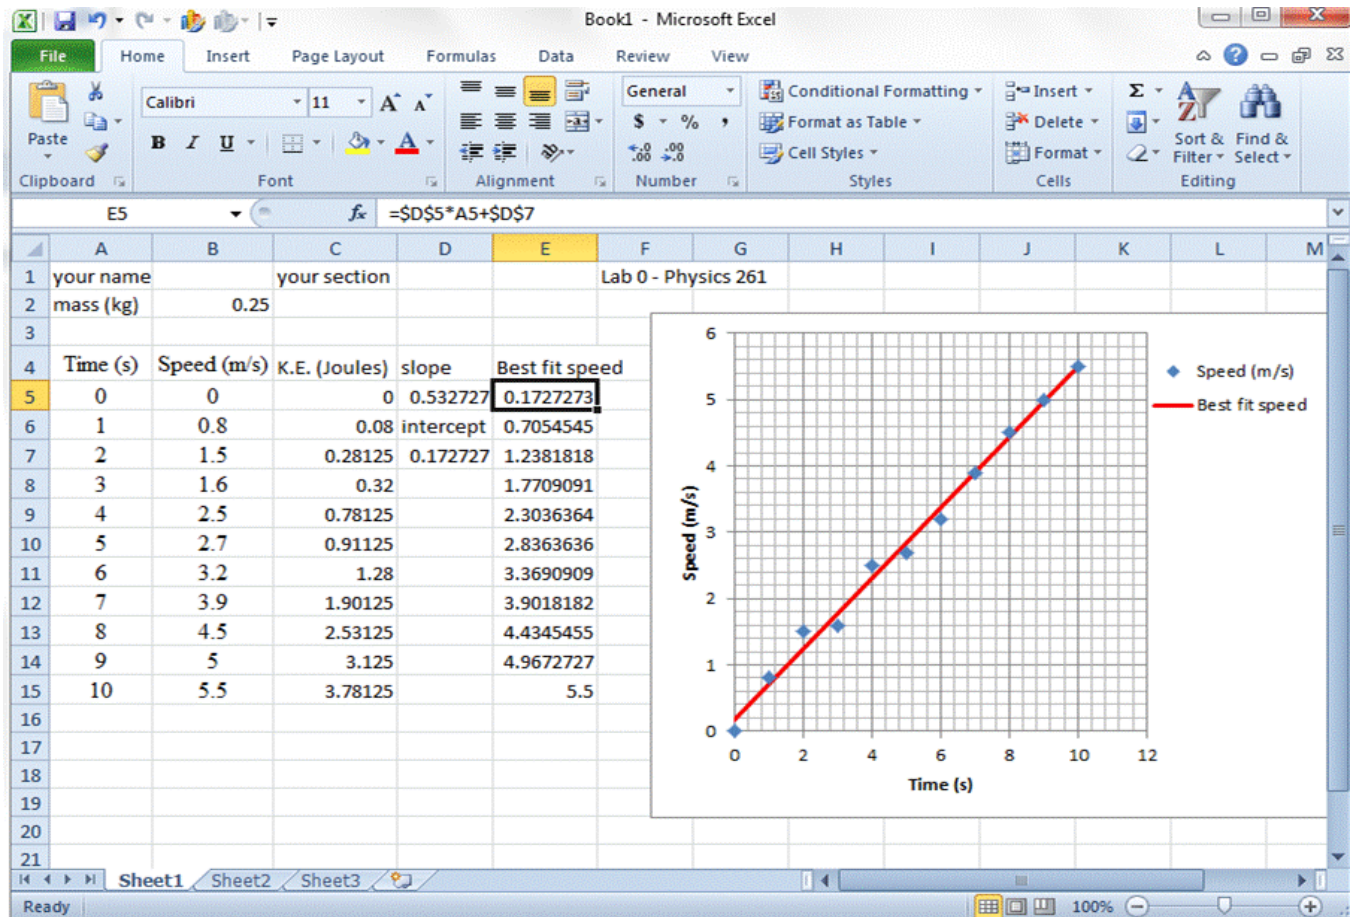 Book1 - Microsoft Excel
File Home Insert Page Layout Formulas Data Review View
Paste
Calibri 11 A A
B I U A
General
$ % ,
.0 .00 .00 .0
Conditional Formatting
Format as Table
Cell Styles
Insert
Delete
Format
Σ
A Z
Sort & Filter
Find & Select
Clipboard Font Alignment Number Styles Cells Editing
E5 fx =$D$5*A5+$D$7
A B C D E F G H I J K L M
1 your name your section Lab 0 - Physics 261
2 mass (kg) 0.25
3
4 Time (s) Speed (m/s) K.E. (Joules) slope Best fit speed
5 0 0 0 0.532727 0.1727273
6 1 0.8 0.08 intercept 0.7054545
7 2 1.5 0.28125 0.172727 1.2381818
8 3 1.6 0.32 1.7709091
9 4 2.5 0.78125 2.3036364
10 5 2.7 0.91125 2.8363636
11 6 3.2 1.28 3.3690909
12 7 3.9 1.90125 3.9018182
13 8 4.5 2.53125 4.4345455
14 9 5 3.125 4.9672727
15 10 5.5 3.78125 5.5
16
17
18
19
20
21
6
5
4
3
2
1
0
Speed (m/s)
0 2 4 6 8 10 12
Time (s)
Speed (m/s)
Best fit speed
Sheet1 Sheet2 Sheet3
Ready 100%